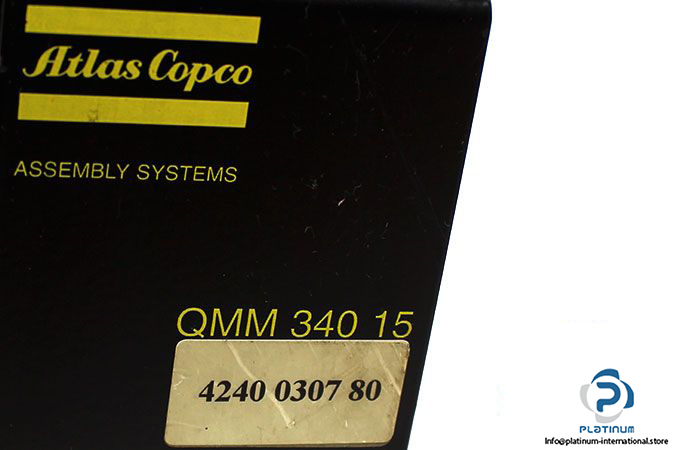 Atlas Copco
ASSEMBLY SYSTEMS
QMM 340 15
4240 0307 80
PLATINUM
info@platinum-international.store